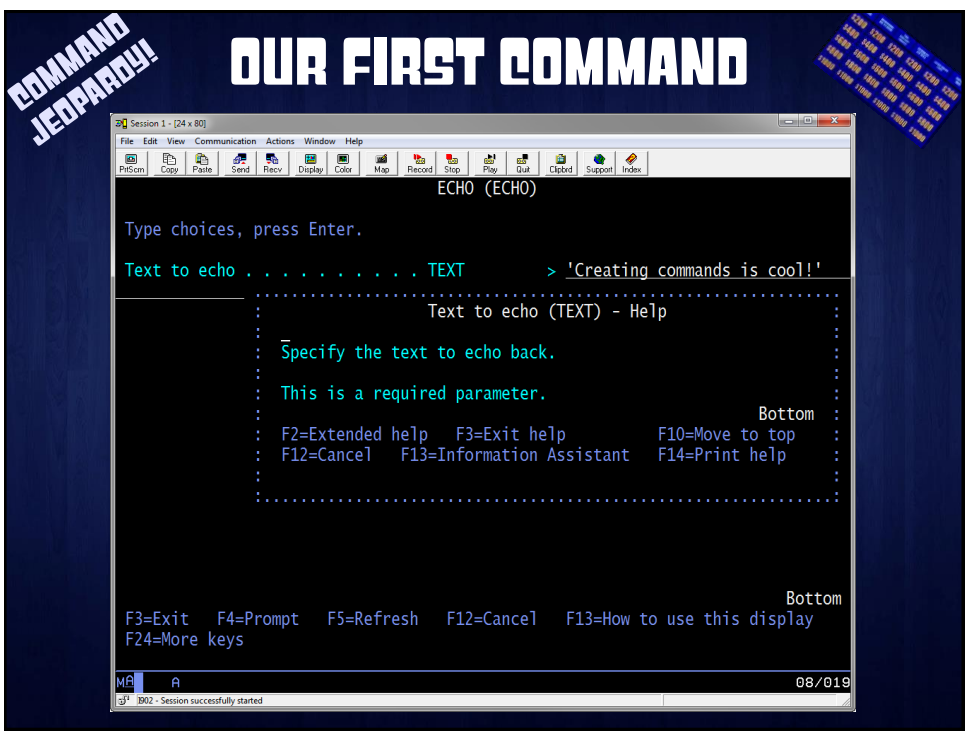 COMMAND
JEOPARDY!
OUR FIRST COMMAND
Session 1 - [24 x 80]
File Edit View Communication Actions Window Help
PrtScrn Copy Paste Send Recv Display Color Map Record Stop Play Quit Clipbrd Support Index
ECHO (ECHO)
Type choices, press Enter.
Text to echo . . . . . . . . . . TEXT > 'Creating commands is cool!'
Text to echo (TEXT) - Help
Specify the text to echo back.
This is a required parameter.
Bottom
F2=Extended help F3=Exit help F10=Move to top
F12=Cancel F13=Information Assistant F14=Print help
Bottom
F3=Exit F4=Prompt F5=Refresh F12=Cancel F13=How to use this display
F24=More keys
MA A 08/019
I902 - Session successfully started